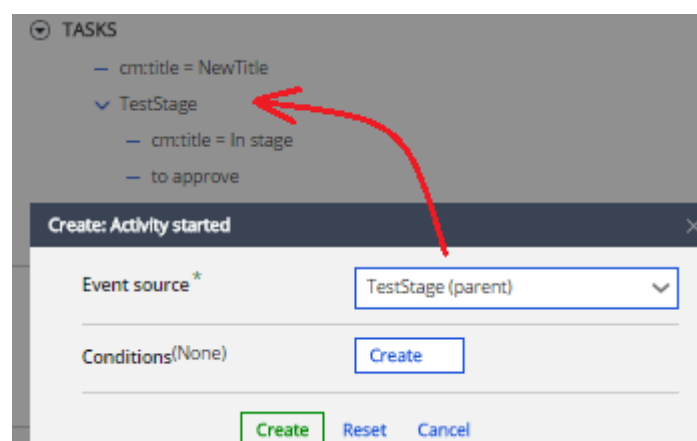 TASKS
cm:title = NewTitle
TestStage
cm:title = In stage
to approve
Create: Activity started
Event source*
TestStage (parent)
Conditions(None)
Create
Create Reset Cancel